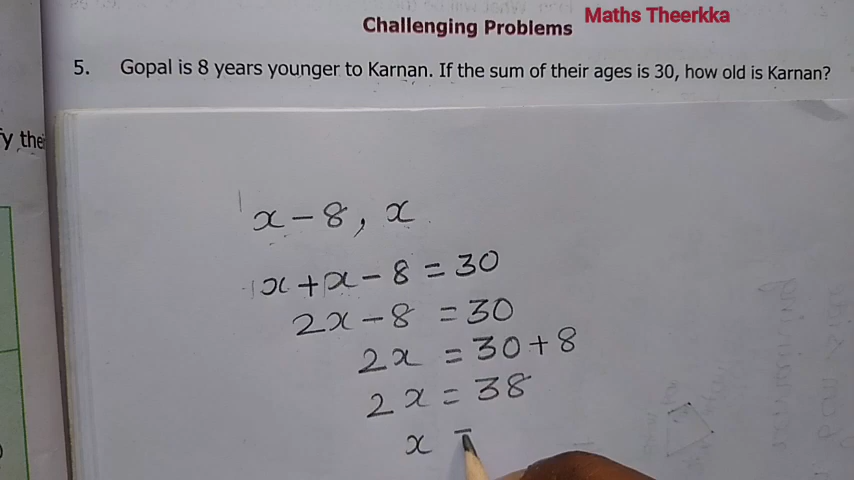 Challenging Problems Maths Theerkka
5. Gopal is 8 years younger to Karnan. If the sum of their ages is 30, how old is Karnan?
fy the
x - 8, x
x + x - 8 = 30
2x - 8 = 30
2x = 30 + 8
2x = 38
x =